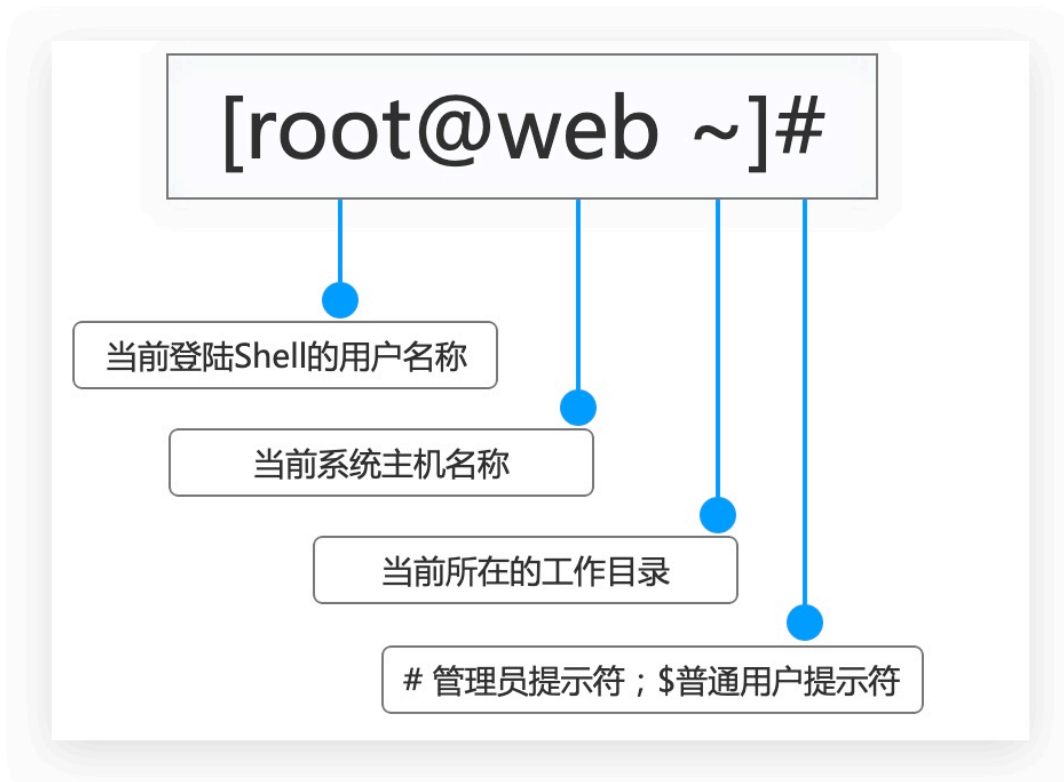 [root@web ~]#
当前登陆Shell的用户名称
当前系统主机名称
当前所在的工作目录
# 管理员提示符；$普通用户提示符